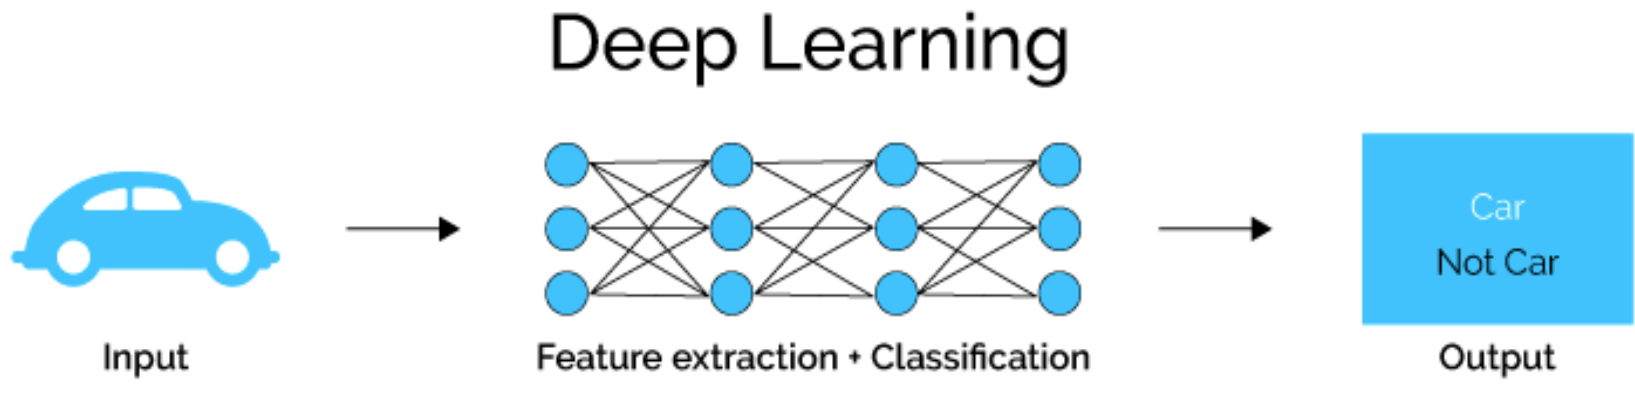 Deep Learning
Car
Not Car
Input
Feature extraction + Classification
Output